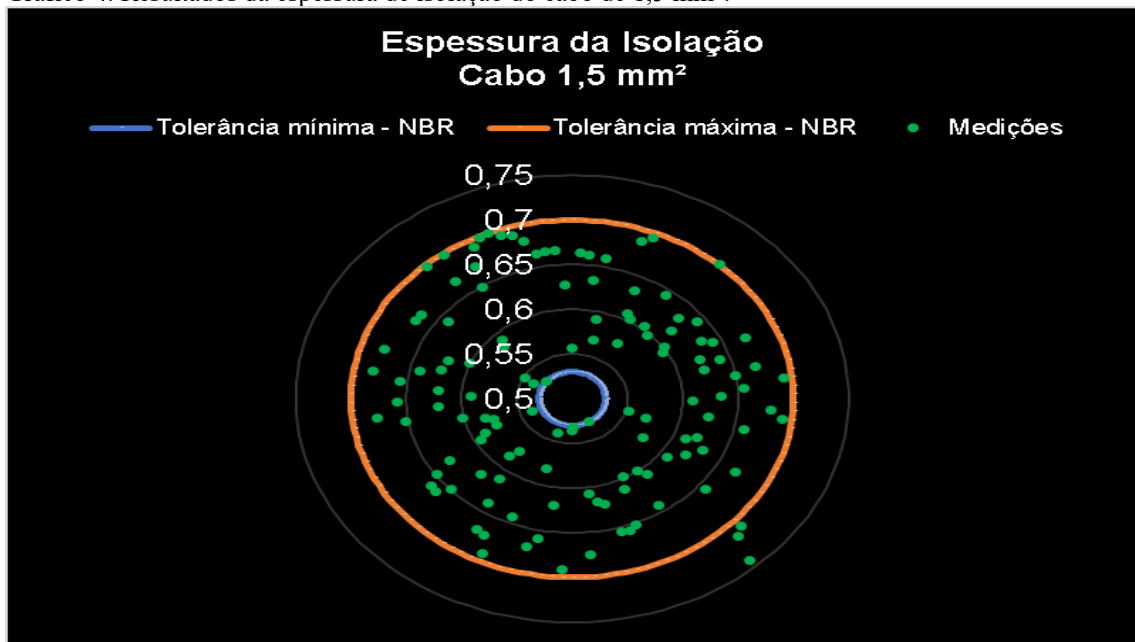 Espessura da Isolação
Cabo 1,5 mm²
Tolerância mínima - NBR Tolerância máxima - NBR Medições
0,75
0,7
0,65
0,6
0,55
0,5